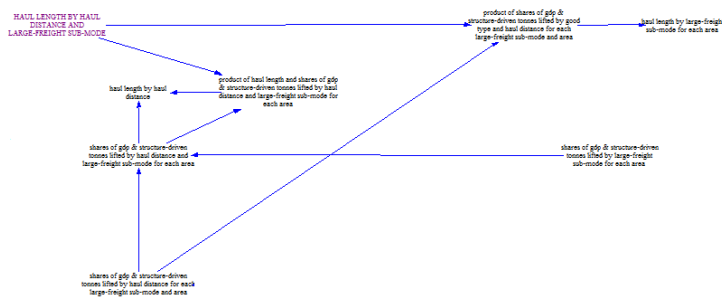 HAUL LENGTH BY HAUL
DISTANCE AND
LARGE-FREIGHT SUB-MODE
product of shares of gdp &
structure-driven tonnes lifted by good
type and haul distance for each
large-freight sub-mode and area
haul length by large-freigh
sub-mode for each area
haul length by haul
distance
product of haul length and shares of gdp
& structure-driven tonnes lifted by haul
distance and large-freight sub-mode for
each area
shares of gdp & structure-driven
tonnes lifted by haul distance and
large-freight sub-mode for each area
shares of gdp & structure-driven
tonnes lifted by large-freight
sub-mode for each area
shares of gdp & structure-driven
tonnes lifted by haul distance for each
large-freight sub-mode and area